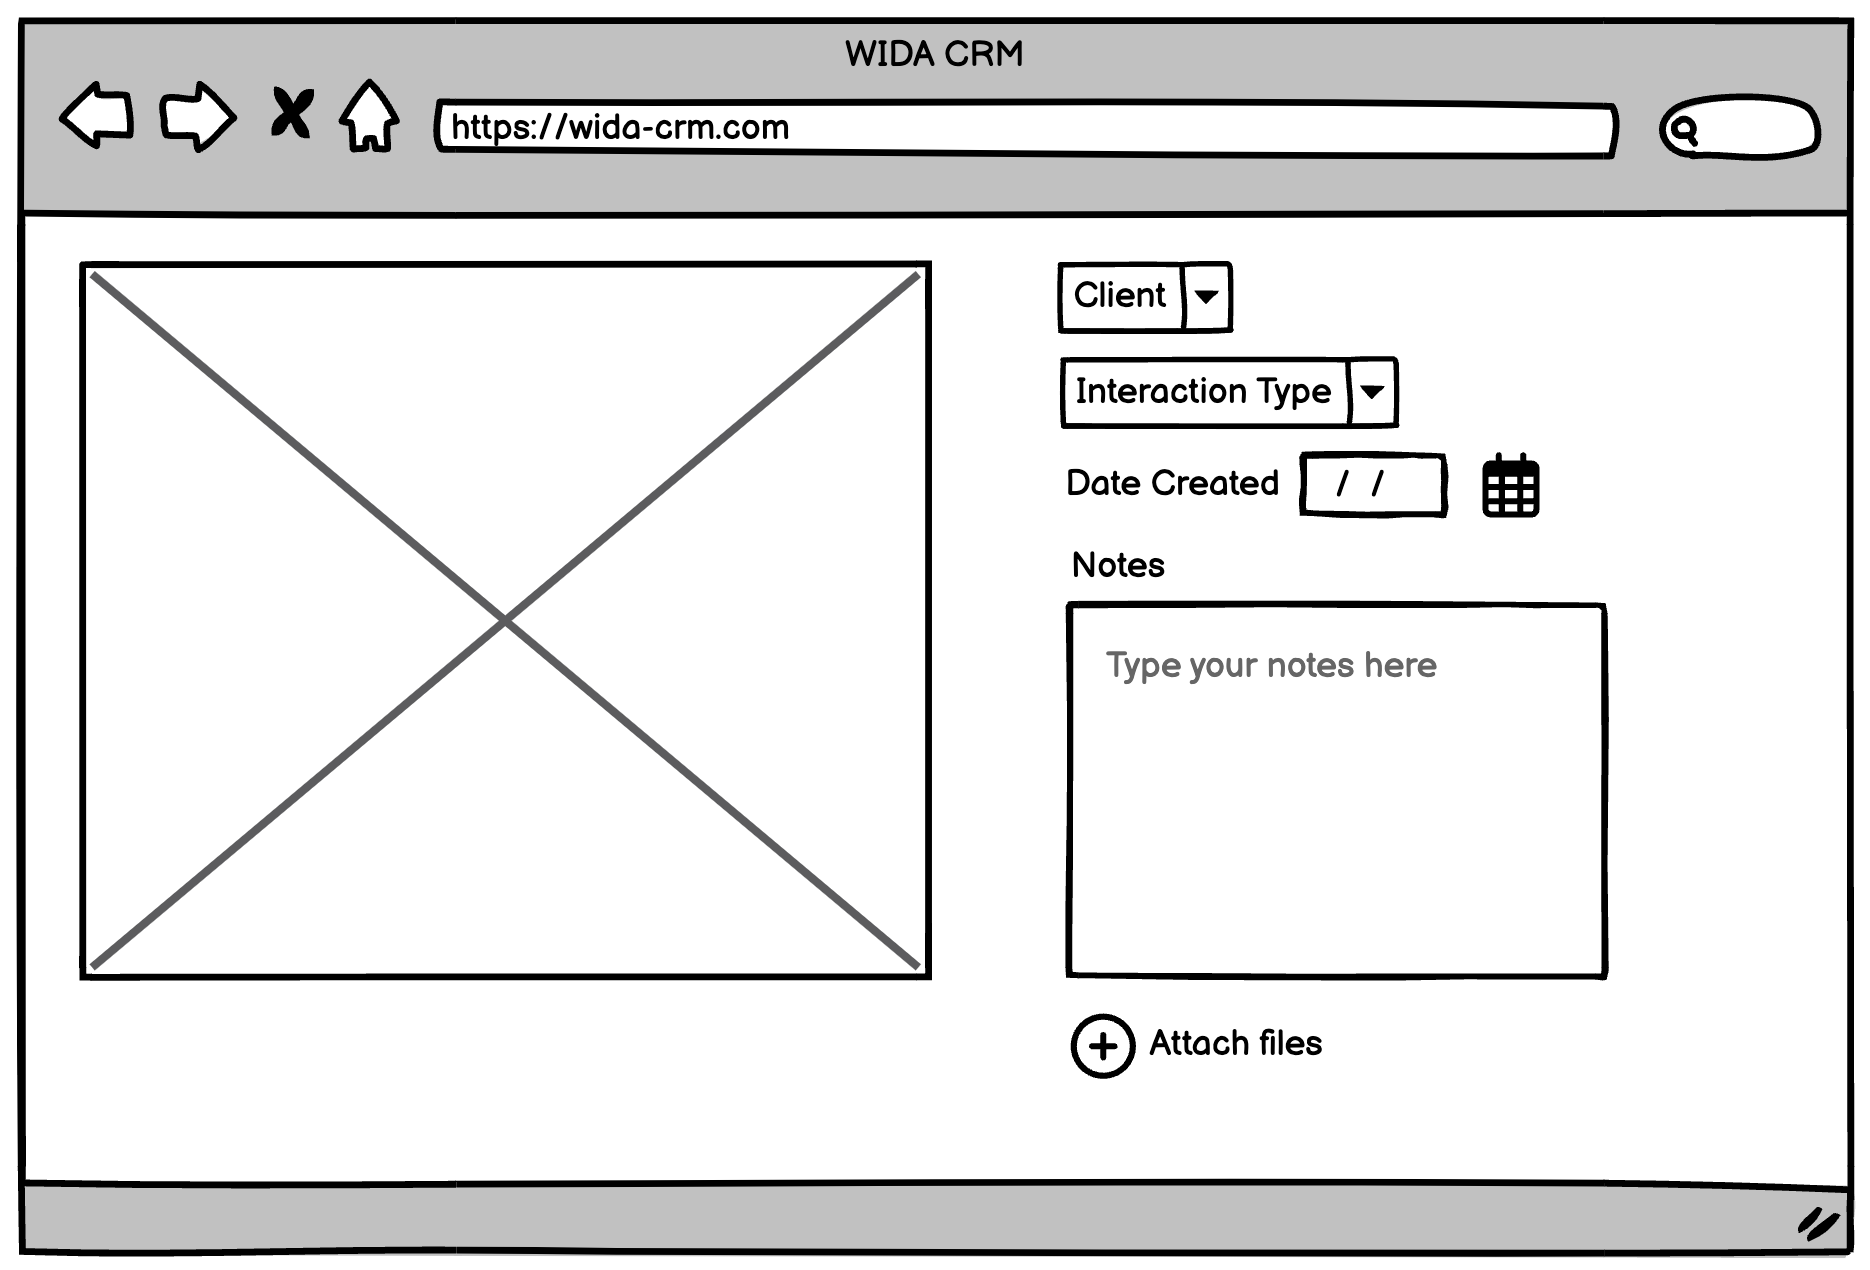 WIDA CRM
https://wida-crm.com
Client
Interaction Type
Date Created / /
Notes
Type your notes here
Attach files